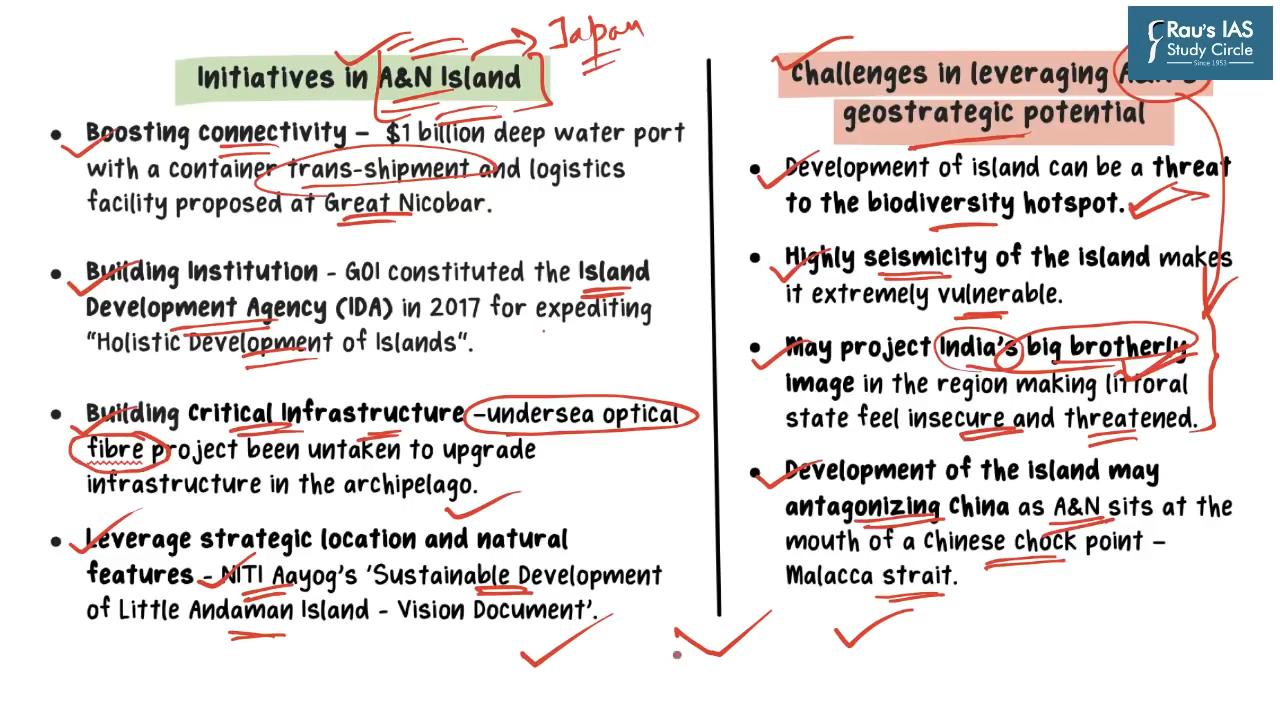 Rau's IAS
Study Circle
Since 1953
Japan
Initiatives in A&N Island
• Boosting connectivity – $1 billion deep water port
with a container trans-shipment and logistics
facility proposed at Great Nicobar.
• Building Institution - GOI constituted the Island
Development Agency (IDA) in 2017 for expediting
“Holistic Development of Islands“.
• Building Critical Infrastructure –undersea optical
fibre project been untaken to upgrade
infrastructure in the archipelago.
• Leverage strategic location and natural
features - NITI Aayog's ‘Sustainable Development
of Little Andaman Island - Vision Document’.
Challenges in leveraging A&N's
geostrategic potential
• Development of island can be a threat
to the biodiversity hotspot.
• Highly seismicity of the island makes
it extremely vulnerable.
• May project India's big brotherly
image in the region making littoral
state feel insecure and threatened.
• Development of the island may
antagonizing China as A&N sits at the
mouth of a Chinese chock point –
Malacca strait.